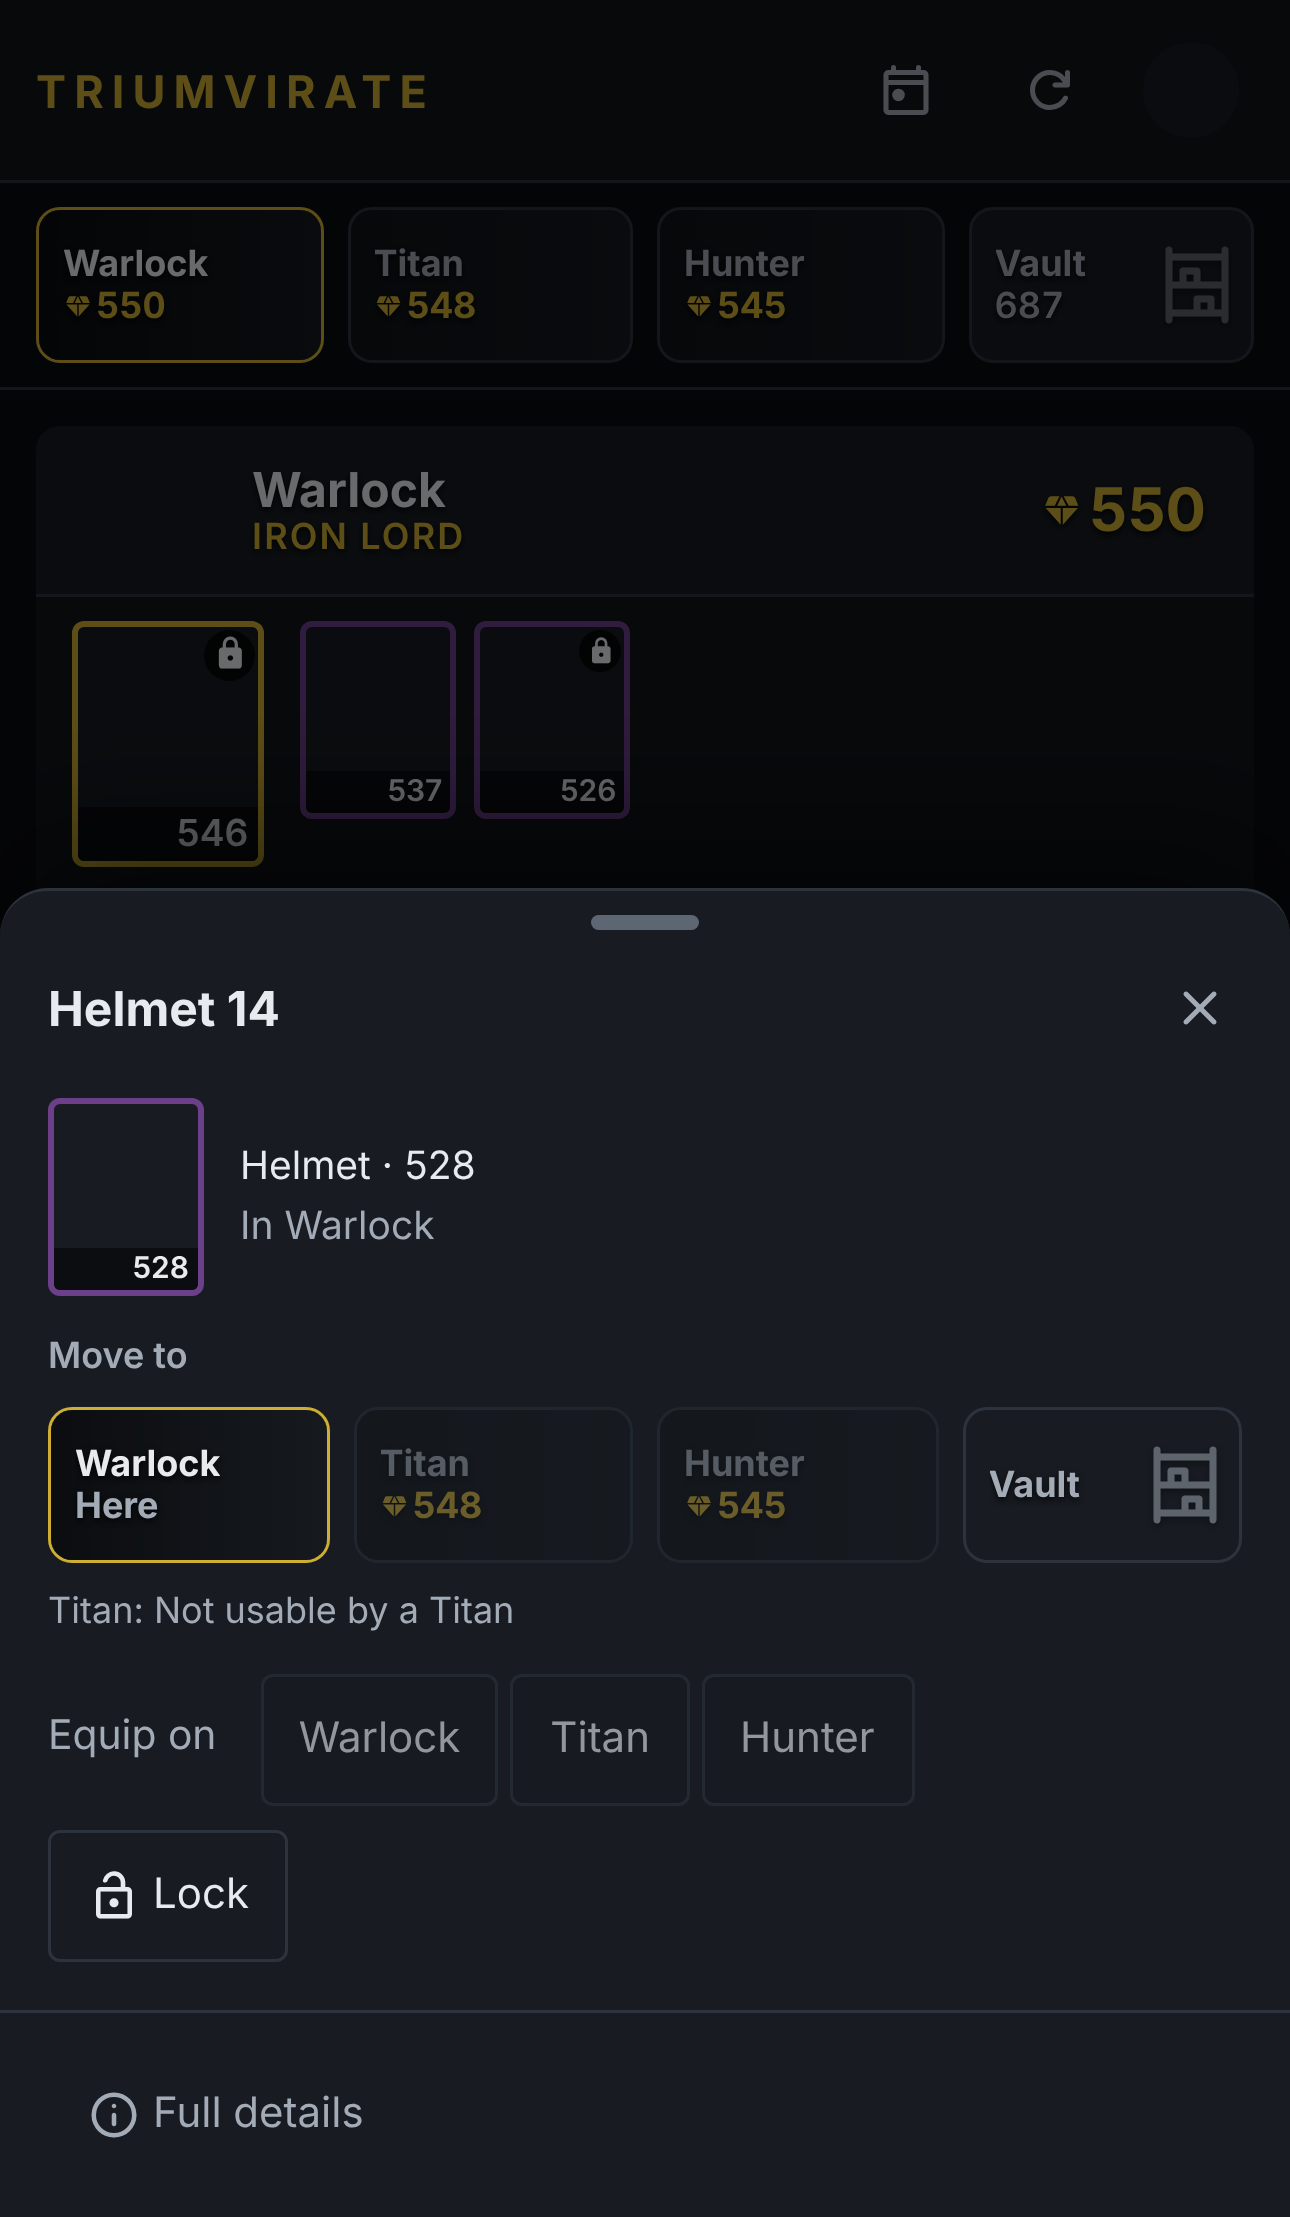 TRIUMVIRATE
Warlock
550
Titan
548
Hunter
545
Vault
687
Warlock
IRON LORD
550
546
537
526
Helmet 14
528
Helmet · 528
In Warlock
Move to
Warlock
Here
Titan
548
Hunter
545
Vault
Titan: Not usable by a Titan
Equip on
Warlock
Titan
Hunter
Lock
Full details